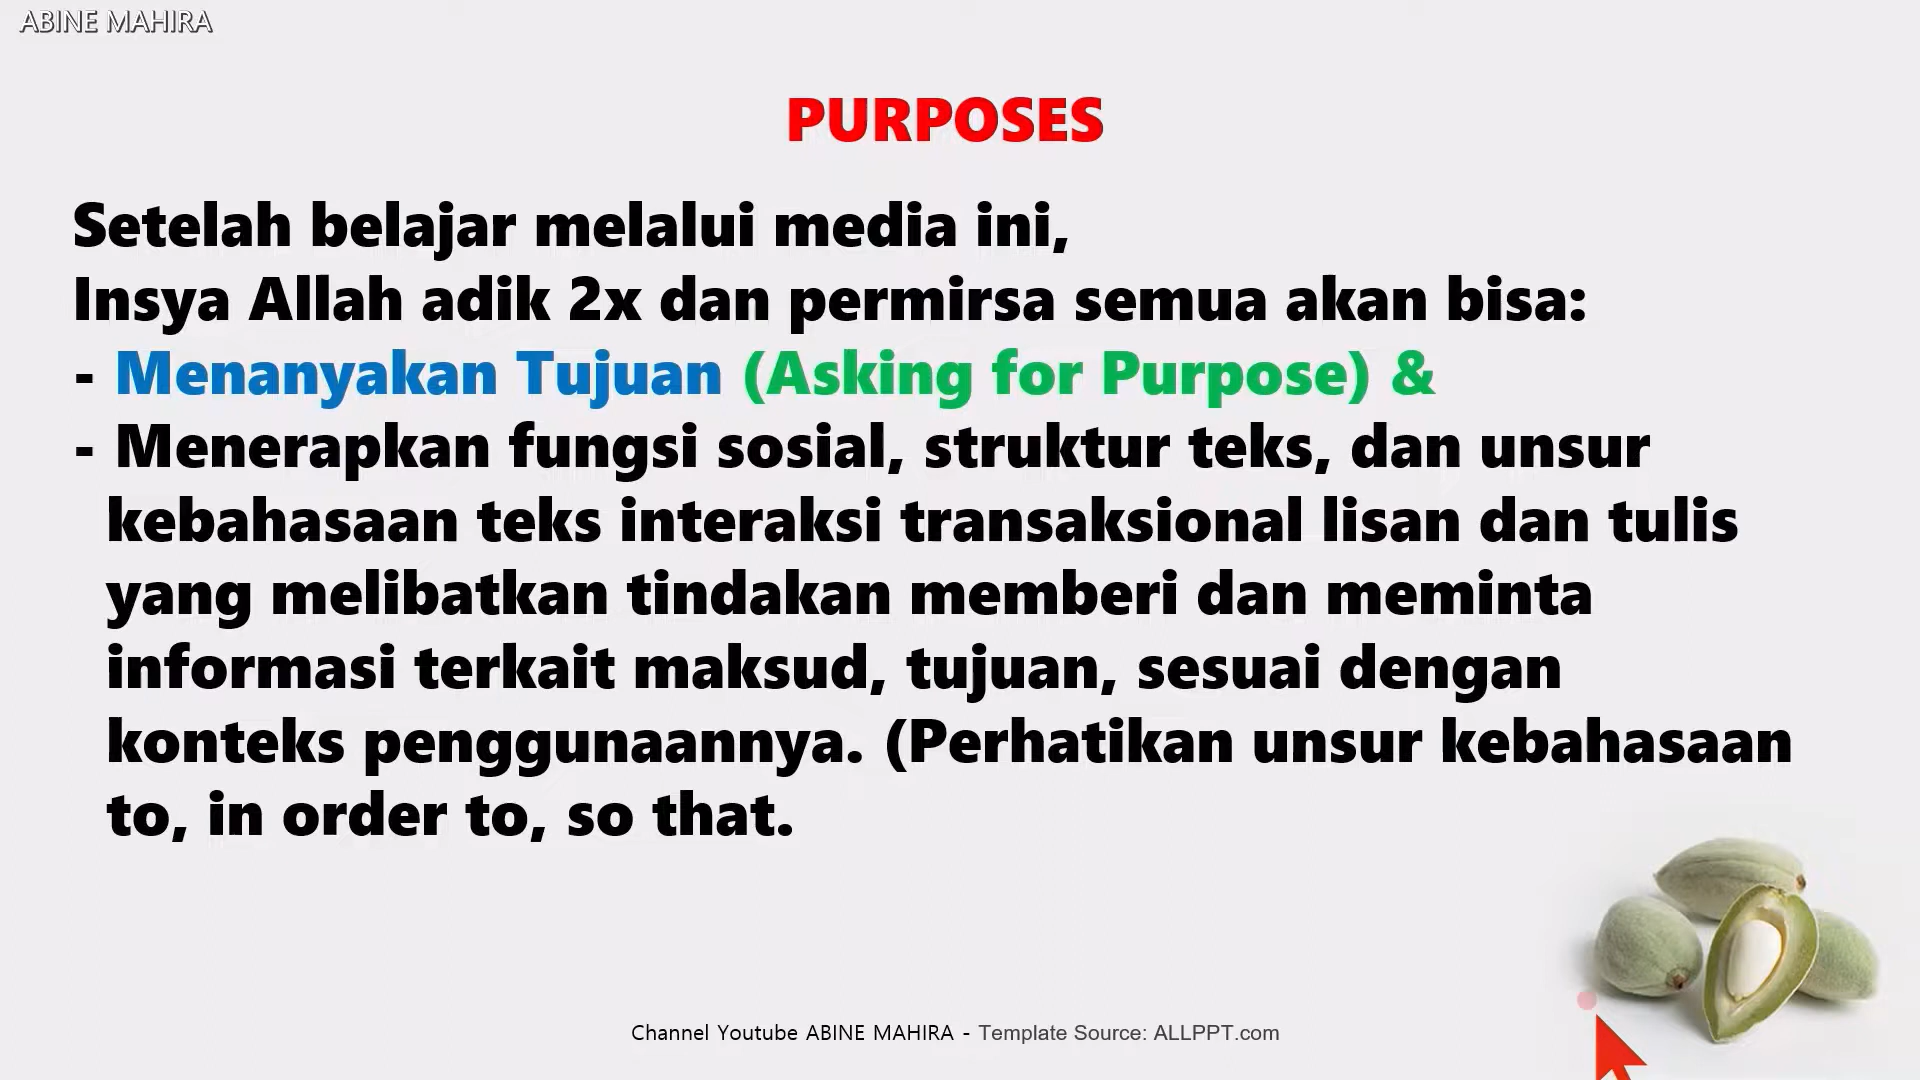 ABINE MAHIRA
PURPOSES
Setelah belajar melalui media ini,
Insya Allah adik 2x dan permirsa semua akan bisa:
- Menanyakan Tujuan (Asking for Purpose) &
- Menerapkan fungsi sosial, struktur teks, dan unsur
kebahasaan teks interaksi transaksional lisan dan tulis
yang melibatkan tindakan memberi dan meminta
informasi terkait maksud, tujuan, sesuai dengan
konteks penggunaannya. (Perhatikan unsur kebahasaan
to, in order to, so that.
Channel Youtube ABINE MAHIRA - Template Source: ALLPPT.com